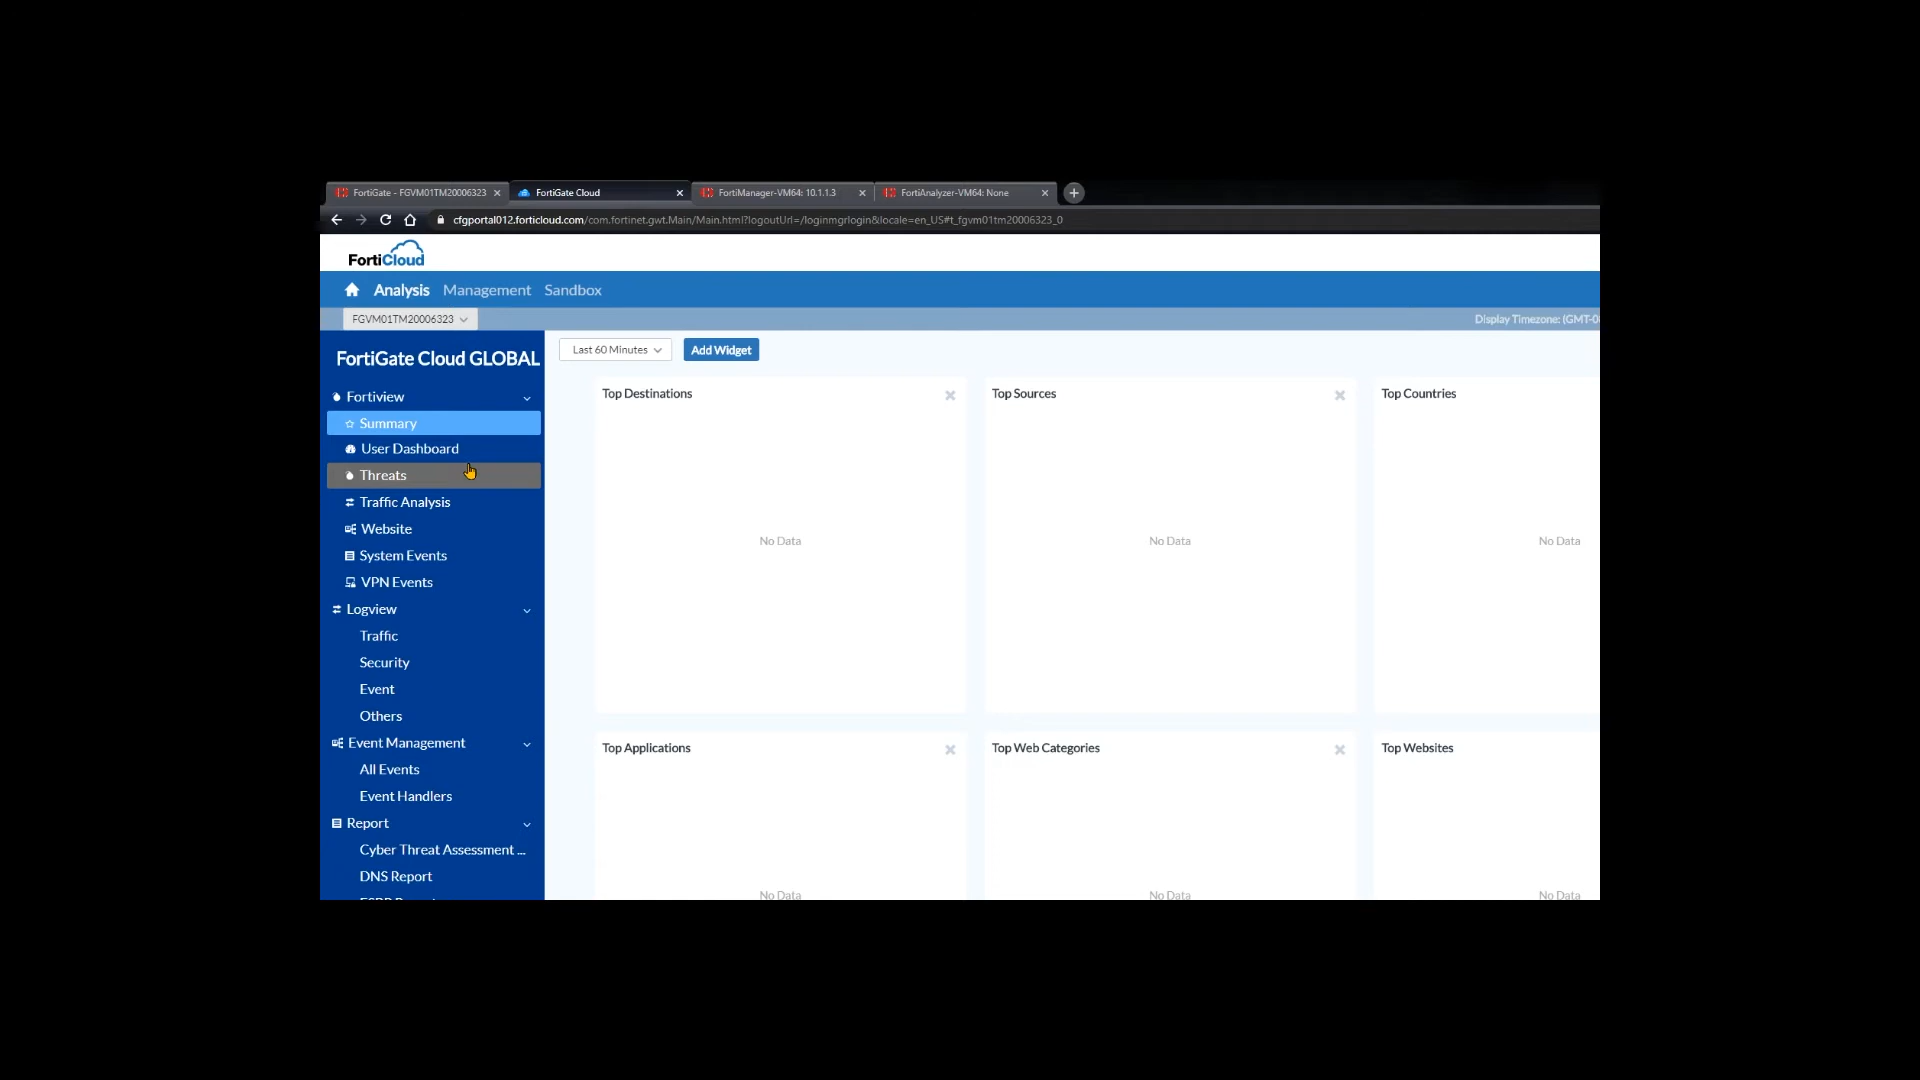 FortiGate - FGVM01TM20006323
FortiGate Cloud
FortiManager-VM64: 10.1.1.3
FortiAnalyzer-VM64: None
cfgportal012.forticloud.com/com.fortinet.gwt.Main/Main.html?logoutUrl=/loginmgrlogin&locale=en_US#t_fgvm01tm20006323_0
FortiCloud
Analysis Management Sandbox
FGVM01TM20006323
Display Timezone: (GMT-0
FortiGate Cloud GLOBAL
Last 60 Minutes
Add Widget
Fortiview
Summary
User Dashboard
Threats
Traffic Analysis
Website
System Events
VPN Events
Logview
Traffic
Security
Event
Others
Event Management
All Events
Event Handlers
Report
Cyber Threat Assessment ...
DNS Report
Top Destinations
No Data
Top Sources
No Data
Top Countries
No Data
Top Applications
No Data
Top Web Categories
No Data
Top Websites
No Data